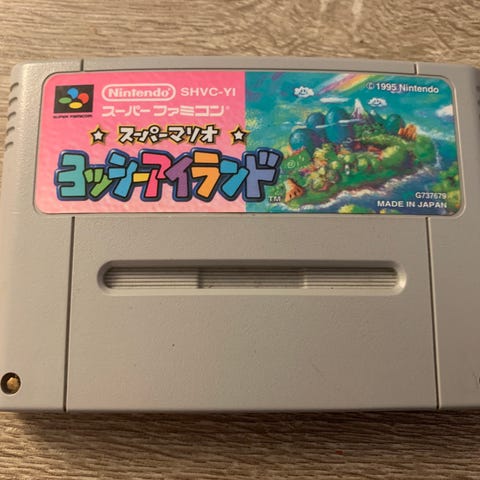 Nintendo SHVC-YI
SUPER FAMICOM
スーパーファミコン
スーパーマリオ
ヨッシーアイランド
TM
© 1995 Nintendo
G737679
MADE IN JAPAN